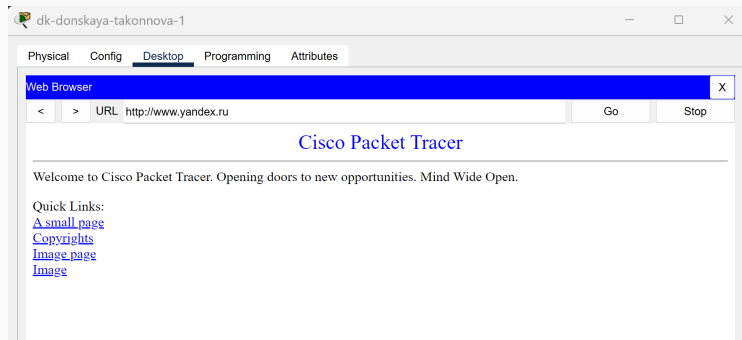 dk-donskaya-takonnova-1
Physical Config Desktop Programming Attributes
Web Browser X
< > URL http://www.yandex.ru Go Stop
Cisco Packet Tracer
Welcome to Cisco Packet Tracer. Opening doors to new opportunities. Mind Wide Open.
Quick Links:
A small page
Copyrights
Image page
Image